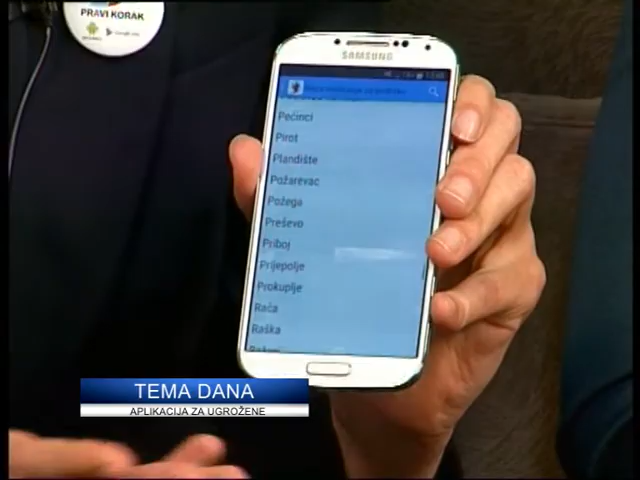 PRAVI KORAK
Google
SAMSUNG
Pećinci
Pirot
Plandište
Požarevac
Požega
Preševo
Priboj
Prijepolje
Prokuplje
Rača
Raška
TEMA DANA
APLIKACIJA ZA UGROŽENE